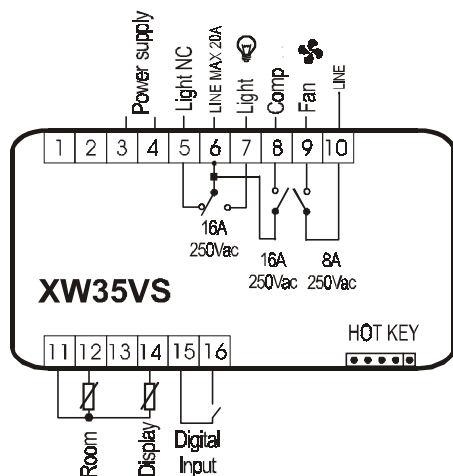 Power supply
Light NC
LINE MAX 20A
Light
Comp
Fan
LINE
1 2 3 4 5 6 7 8 9 10
16A
250Vac
16A
250Vac
8A
250Vac
XW35VS
HOT KEY
11 12 13 14 15 16
Room
Display
Digital
Input